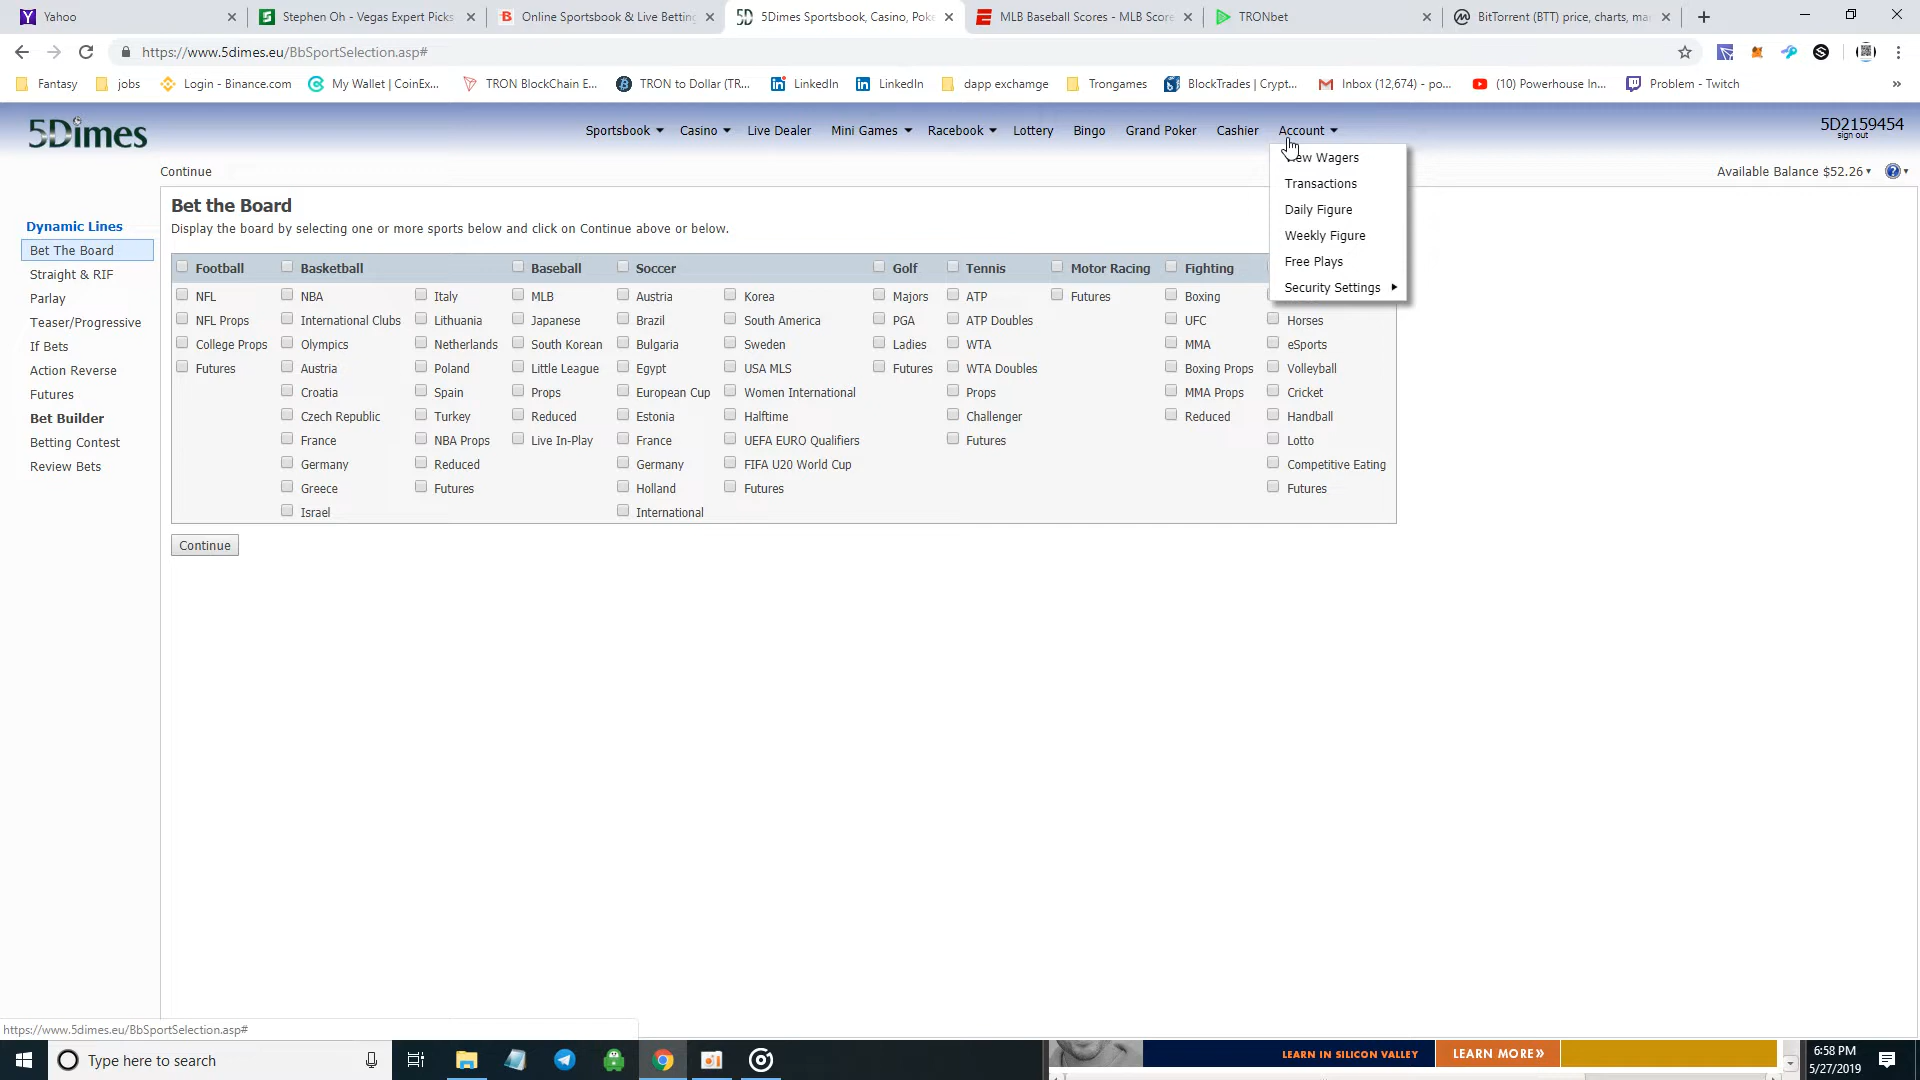 Yahoo
Stephen Oh - Vegas Expert Picks
Online Sportsbook & Live Betting
5Dimes Sportsbook, Casino, Poke
MLB Baseball Scores - MLB Score
TRONbet
BitTorrent (BTT) price, charts, ma
https://www.5dimes.eu/BbSportSelection.asp#
Fantasy
jobs
Login - Binance.com
My Wallet | CoinEx...
TRON BlockChain E...
TRON to Dollar (TR...
LinkedIn
LinkedIn
dapp exchamge
Trongames
BlockTrades | Crypt...
Inbox (12,674) - po...
(10) Powerhouse In...
Problem - Twitch
5Dimes
Sportsbook Casino Live Dealer Mini Games Racebook Lottery Bingo Grand Poker Cashier Account
5D2159454
sign out
Continue
Available Balance $52.26
Wagers
Transactions
Daily Figure
Weekly Figure
Free Plays
Security Settings
Dynamic Lines
Bet The Board
Straight & RIF
Parlay
Teaser/Progressive
If Bets
Action Reverse
Futures
Bet Builder
Betting Contest
Review Bets
Bet the Board
Display the board by selecting one or more sports below and click on Continue above or below.
Football Basketball Baseball Soccer Golf Tennis Motor Racing Fighting
NFL NBA Italy MLB Austria Korea Majors ATP Futures Boxing
NFL Props International Clubs Lithuania Japanese Brazil South America PGA ATP Doubles UFC Horses
College Props Olympics Netherlands South Korean Bulgaria Sweden Ladies WTA MMA eSports
Futures Austria Poland Little League Egypt USA MLS Futures WTA Doubles Boxing Props Volleyball
Croatia Spain Props European Cup Women International Props MMA Props Cricket
Czech Republic Turkey Reduced Estonia Halftime Challenger Reduced Handball
France NBA Props Live In-Play France UEFA EURO Qualifiers Futures Lotto
Germany Reduced Germany FIFA U20 World Cup Competitive Eating
Greece Futures Holland Futures Futures
Israel International
Continue
https://www.5dimes.eu/BbSportSelection.asp#
Type here to search
LEARN IN SILICON VALLEY
LEARN MORE»
6:58 PM
5/27/2019